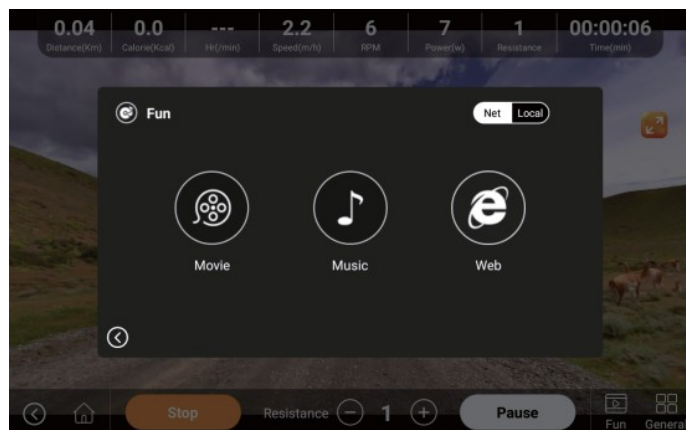 0.04 0.0 --- 2.2 6 7 1 00:00:06
Distance(Km) Calorie(Kcal) Hr(/min) Speed(m/h) RPM Power(w) Resistance Time(min)
Fun Net Local
Movie Music Web
Stop Resistance 1 Pause
Fun General